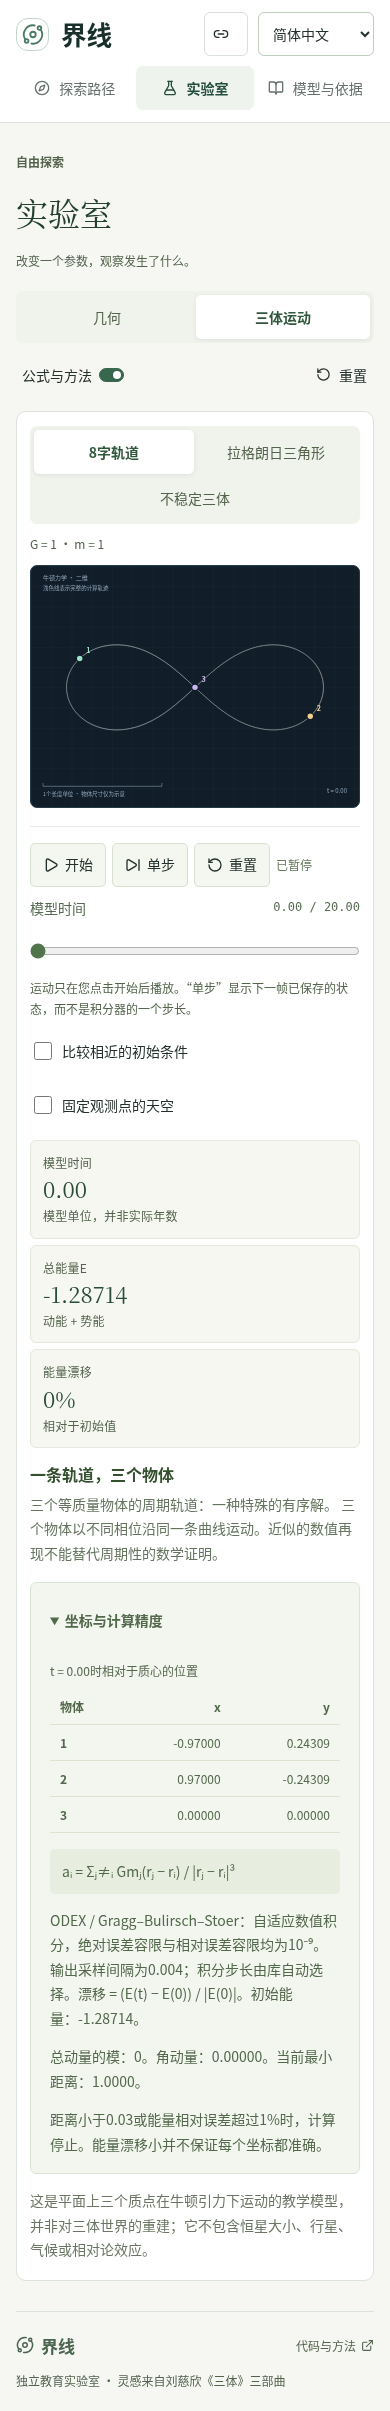 界线
简体中文
探索路径
实验室
模型与依据
自由探索
实验室
改变一个参数，观察发生了什么。
几何
三体运动
公式与方法
重置
8字轨道
拉格朗日三角形
不稳定三体
G = 1 · m = 1
牛顿力学 · 二维
浅色线表示完整的计算轨迹
1
3
2
1个长度单位 · 物体尺寸仅为示意
t = 0.00
开始
单步
重置
已暂停
模型时间
0.00 / 20.00
运动只在您点击开始后播放。“单步”显示下一帧已保存的状
态，而不是积分器的一个步长。
比较相近的初始条件
固定观测点的天空
模型时间
0.00
模型单位，并非实际年数
总能量E
-1.28714
动能 + 势能
能量漂移
0%
相对于初始值
一条轨道，三个物体
三个等质量物体的周期轨道：一种特殊的有序解。 三
个物体以不同相位沿同一条曲线运动。近似的数值再
现不能替代周期性的数学证明。
▼ 坐标与计算精度
t = 0.00时相对于质心的位置
物体 x y
1 -0.97000 0.24309
2 0.97000 -0.24309
3 0.00000 0.00000
aᵢ = Σⱼ≠ᵢ Gmⱼ(rⱼ − rᵢ) / |rⱼ − rᵢ|³
ODEX / Gragg–Bulirsch–Stoer：自适应数值积
分，绝对误差容限与相对误差容限均为10⁻⁹。
输出采样间隔为0.004；积分步长由库自动选
择。漂移 = (E(t) − E(0)) / |E(0)|。初始能
量：-1.28714。
总动量的模：0。角动量：0.00000。当前最小
距离：1.0000。
距离小于0.03或能量相对误差超过1%时，计算
停止。能量漂移小并不保证每个坐标都准确。
这是平面上三个质点在牛顿引力下运动的教学模型，
并非对三体世界的重建；它不包含恒星大小、行星、
气候或相对论效应。
界线
代码与方法
独立教育实验室 · 灵感来自刘慈欣《三体》三部曲